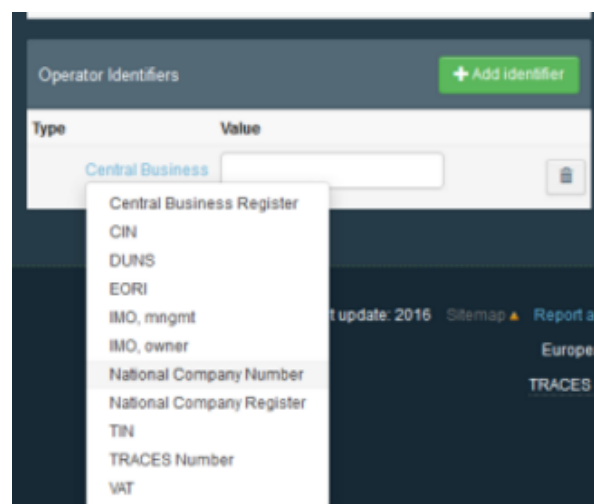 Operator Identifiers
+ Add identifier
Type Value
Central Business
Central Business Register
CIN
DUNS
EORI
IMO, mngmt
t update: 2016 Sitemap ▲ Report a
IMO, owner
Europe
National Company Number
TRACES
National Company Register
TIN
TRACES Number
VAT